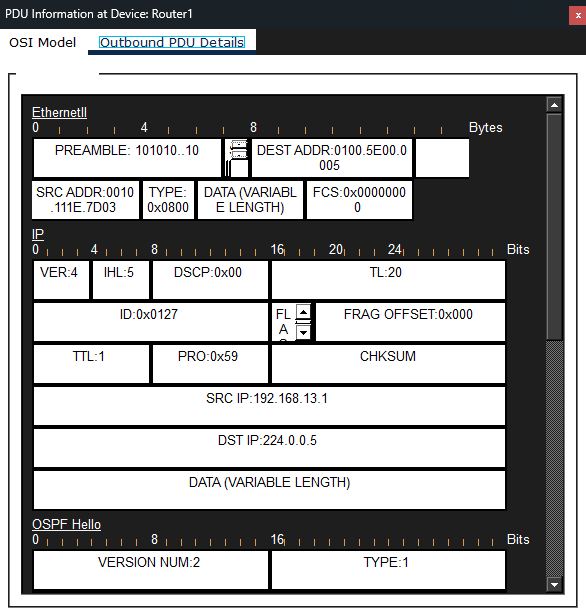 PDU Information at Device: Router1
x
OSI Model Outbound PDU Details
EthernetII
0 4 8 Bytes
PREAMBLE: 101010..10 DEST ADDR:0100.5E00.0
005
SRC ADDR:0010 TYPE: DATA (VARIABL FCS:0x0000000
.111E.7D03 0x0800 E LENGTH) 0
IP
0 4 8 16 20 24 Bits
VER:4 IHL:5 DSCP:0x00 TL:20
ID:0x0127 FL FRAG OFFSET:0x000
A
TTL:1 PRO:0x59 CHKSUM
SRC IP:192.168.13.1
DST IP:224.0.0.5
DATA (VARIABLE LENGTH)
OSPF Hello
0 8 16 Bits
VERSION NUM:2 TYPE:1